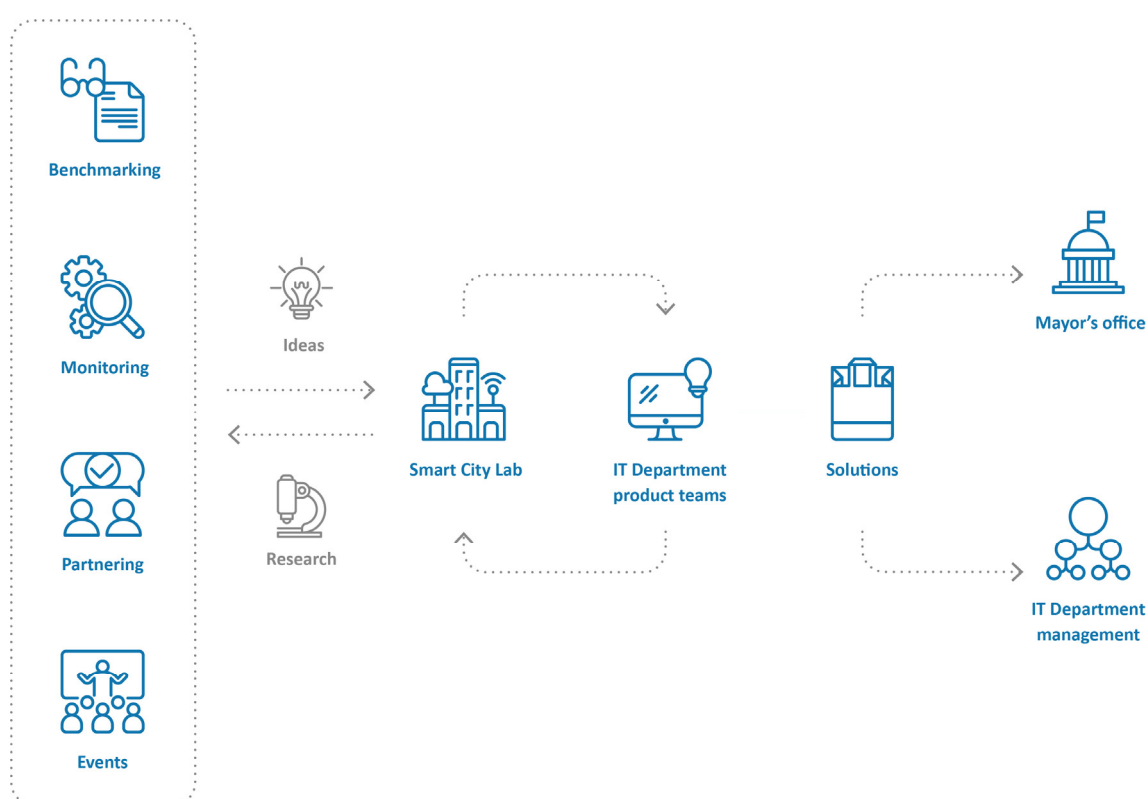 Benchmarking
Monitoring
Partnering
Events
Ideas
Research
Smart City Lab
IT Department
product teams
Solutions
Mayor’s office
IT Department
management